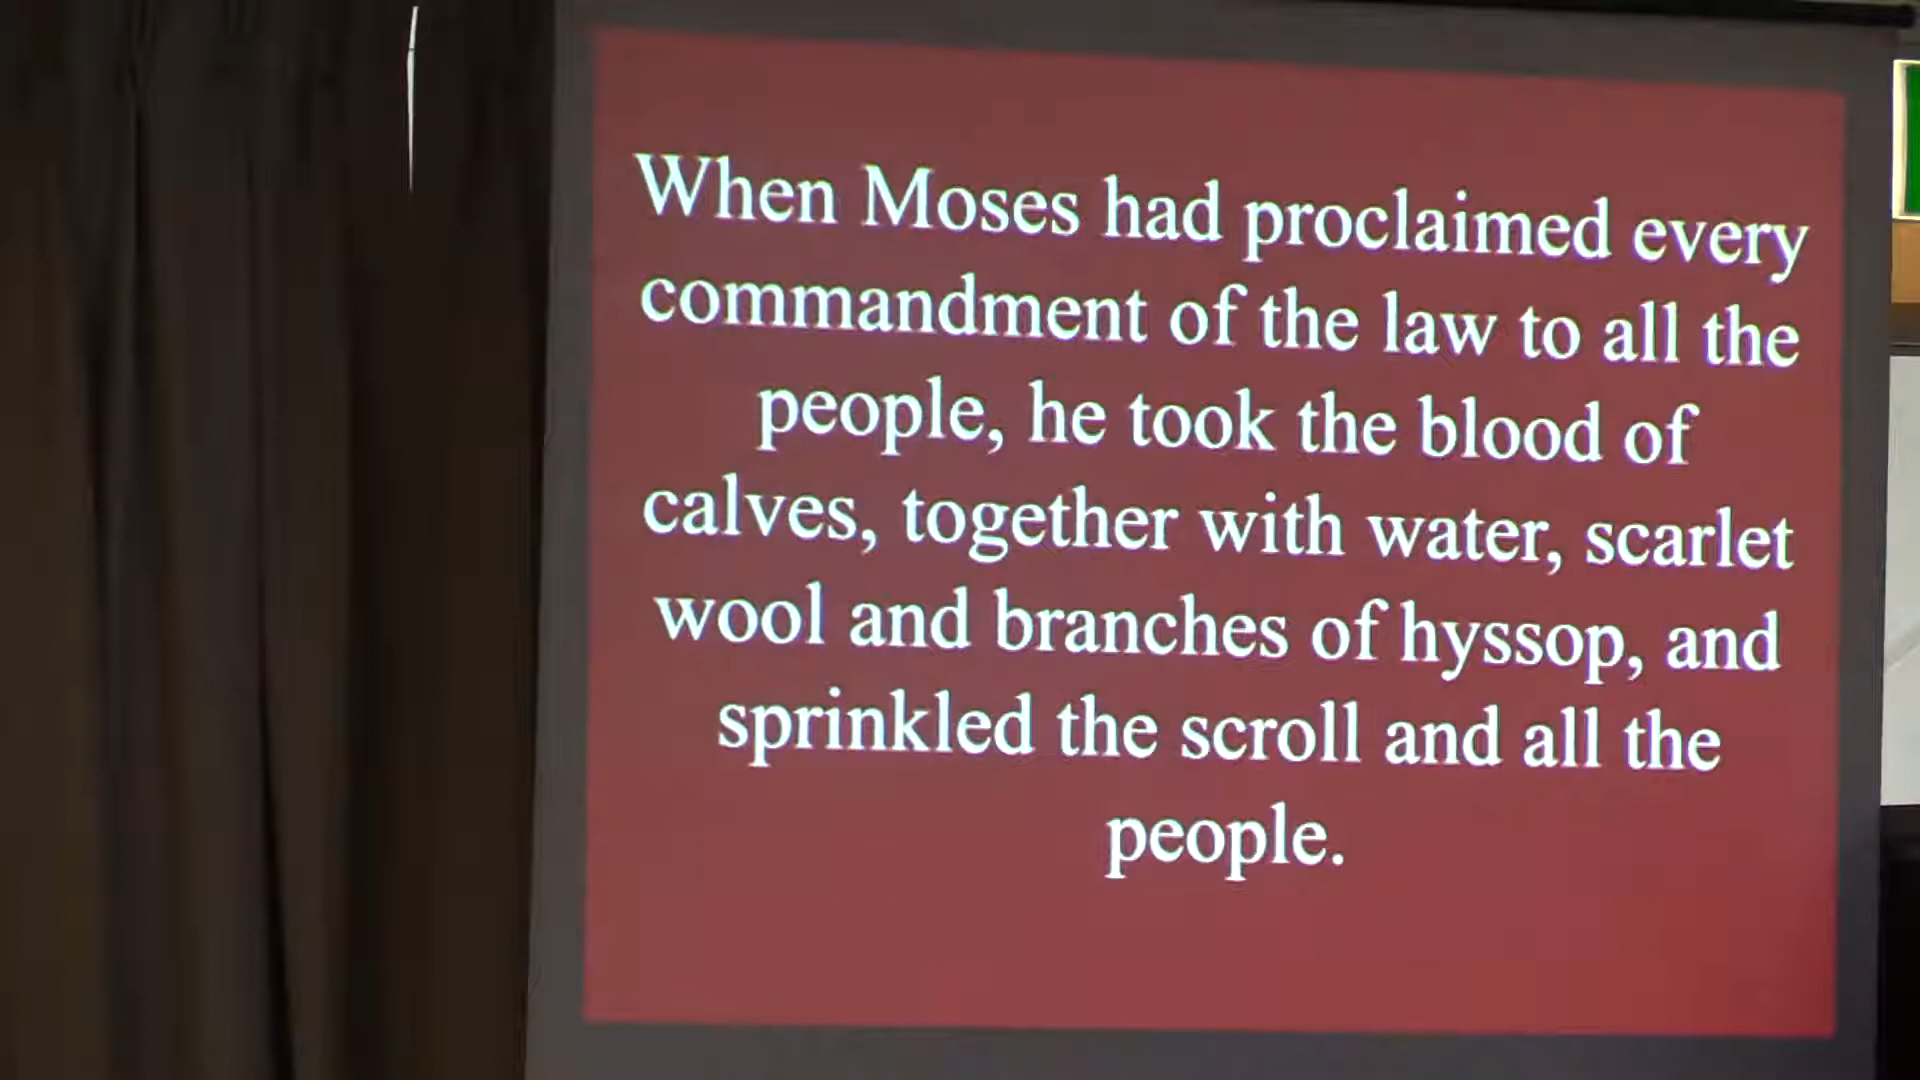 When Moses had proclaimed every
commandment of the law to all the
people, he took the blood of
calves, together with water, scarlet
wool and branches of hyssop, and
sprinkled the scroll and all the
people.